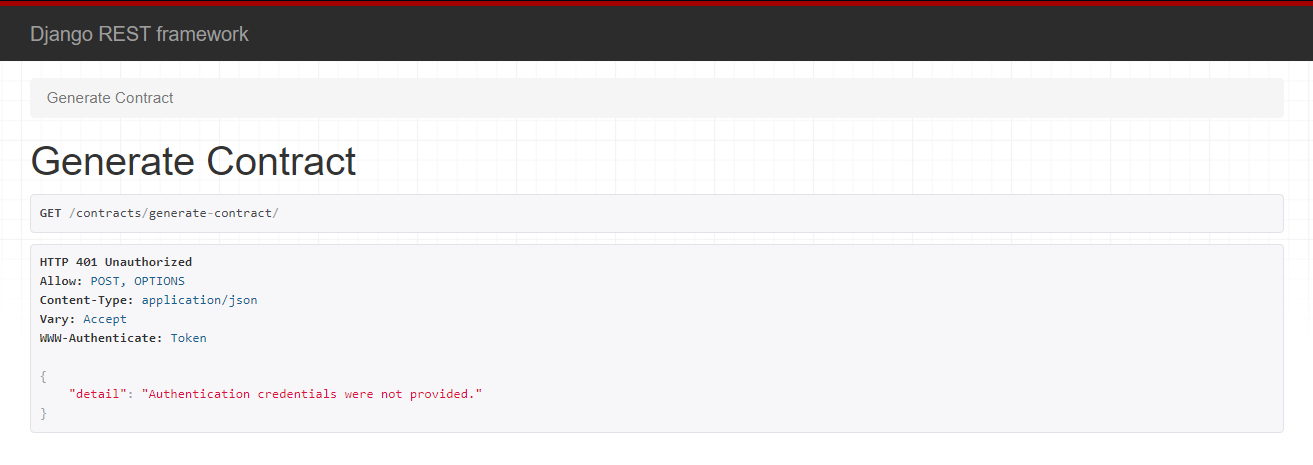 Django REST framework
Generate Contract
Generate Contract
GET /contracts/generate-contract/
HTTP 401 Unauthorized
Allow: POST, OPTIONS
Content-Type: application/json
Vary: Accept
WWW-Authenticate: Token
{
    "detail": "Authentication credentials were not provided."
}